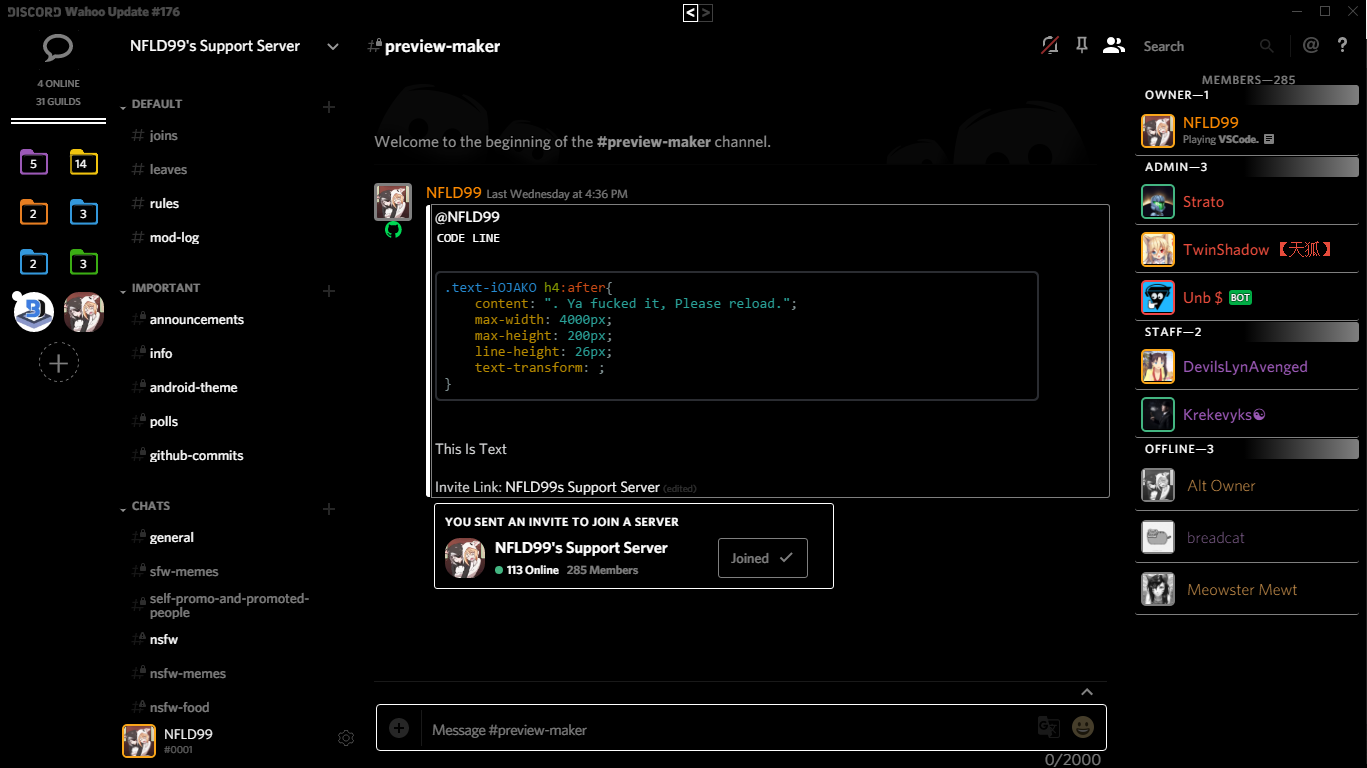 DISCORD Wahoo Update #176
< >
4 ONLINE
31 GUILDS
5
14
2
3
2
3
NFLD99's Support Server
DEFAULT
# joins
# leaves
# rules
# mod-log
IMPORTANT
# announcements
# info
# android-theme
# polls
# github-commits
CHATS
# general
# sfw-memes
# self-promo-and-promoted-
people
# nsfw
# nsfw-memes
# nsfw-food
NFLD99
#0001
# preview-maker
Search
@ ?
Welcome to the beginning of the #preview-maker channel.
NFLD99 Last Wednesday at 4:36 PM
@NFLD99
CODE LINE
.text-iOJAKO h4:after{
    content: ". Ya fucked it, Please reload.";
    max-width: 4000px;
    max-height: 200px;
    line-height: 26px;
    text-transform: ;
}
This Is Text
Invite Link: NFLD99s Support Server (edited)
YOU SENT AN INVITE TO JOIN A SERVER
NFLD99's Support Server
113 Online 285 Members
Joined
Message #preview-maker
0/2000
MEMBERS—285
OWNER—1
NFLD99
Playing VSCode.
ADMIN—3
Strato
TwinShadow 【天狐】
Unb $ BOT
STAFF—2
DevilsLynAvenged
Krekevyks☯
OFFLINE—3
Alt Owner
breadcat
Meowster Mewt